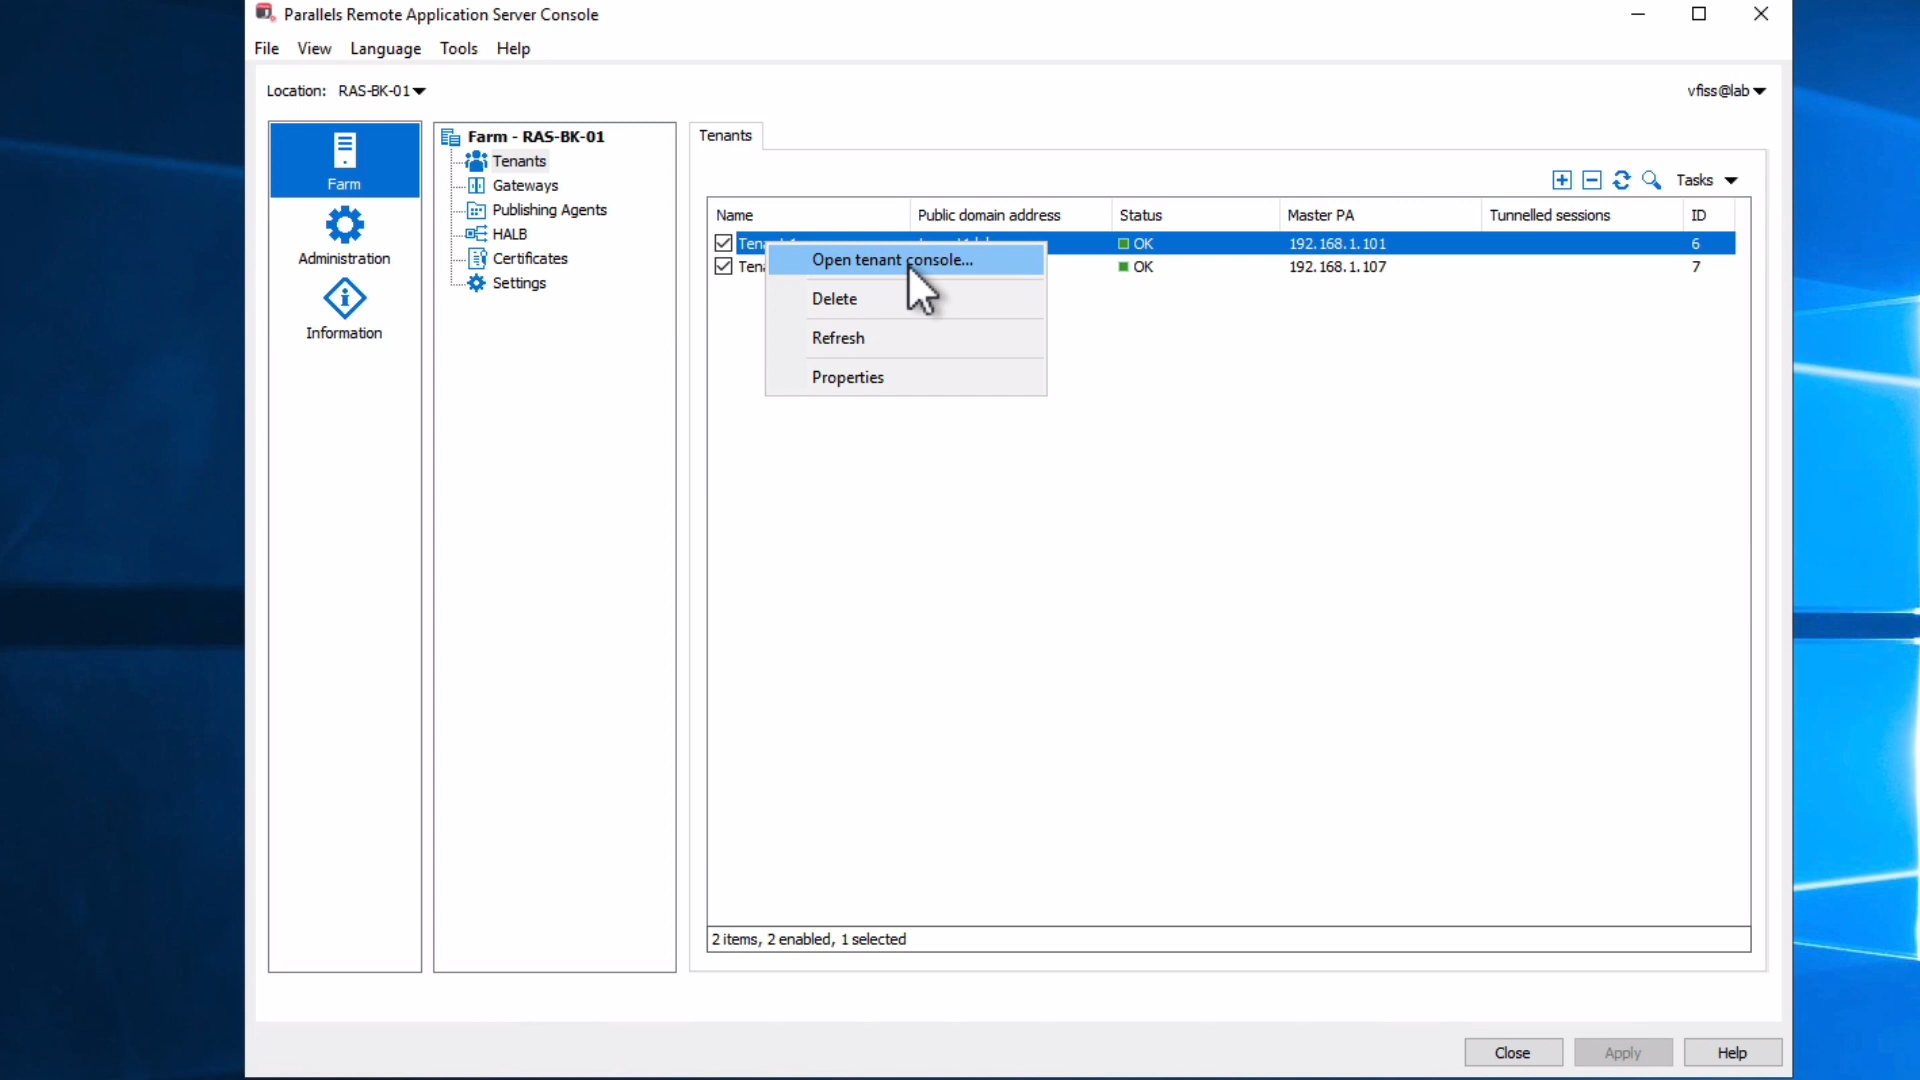 Parallels Remote Application Server Console
File View Language Tools Help
Location: RAS-BK-01
vfiss@lab
Farm
Administration
Information
Farm - RAS-BK-01
Tenants
Gateways
Publishing Agents
HALB
Certificates
Settings
Tenants
Tasks
Name Public domain address Status Master PA Tunnelled sessions ID
OK 192.168.1.101 6
OK 192.168.1.107 7
Open tenant console...
Delete
Refresh
Properties
2 items, 2 enabled, 1 selected
Close Apply Help